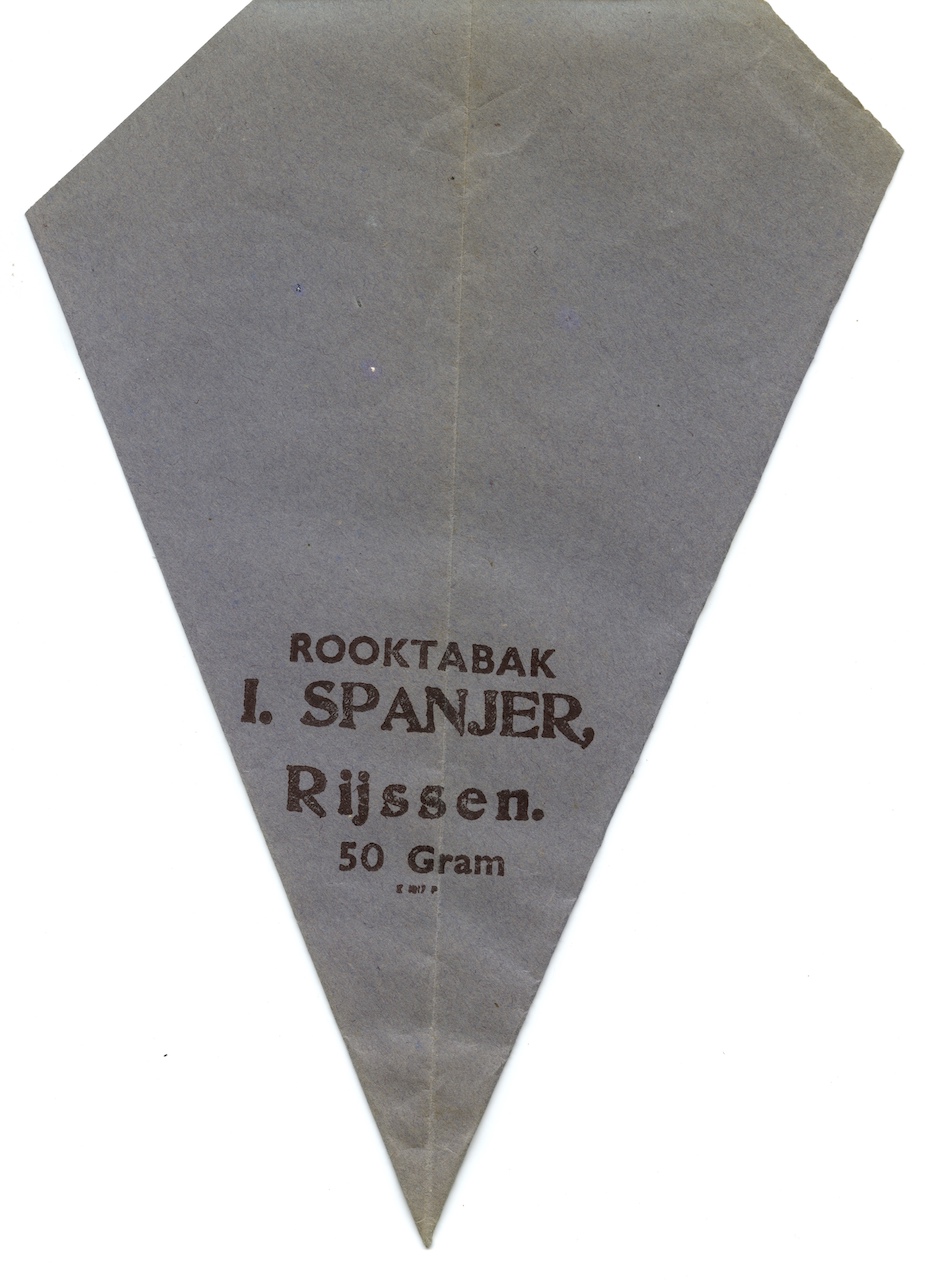 ROOKTABAK
I. SPANJER,
Rijssen.
50 Gram